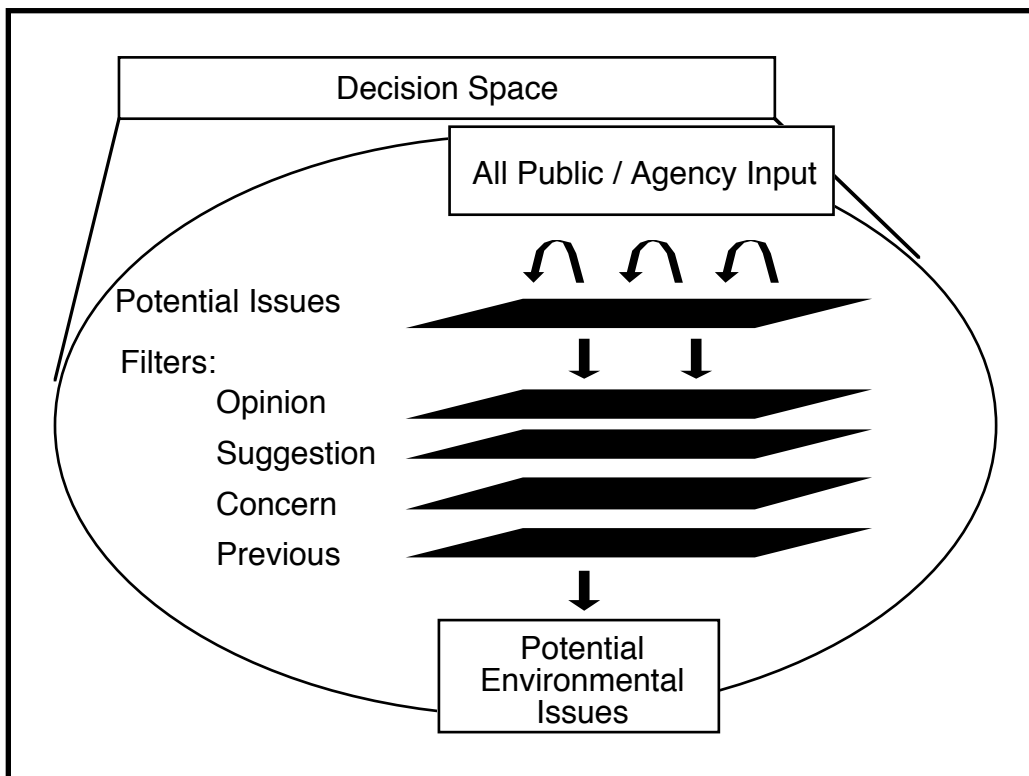 Decision Space
All Public / Agency Input
Potential Issues
Filters:
Opinion
Suggestion
Concern
Previous
Potential
Environmental
Issues